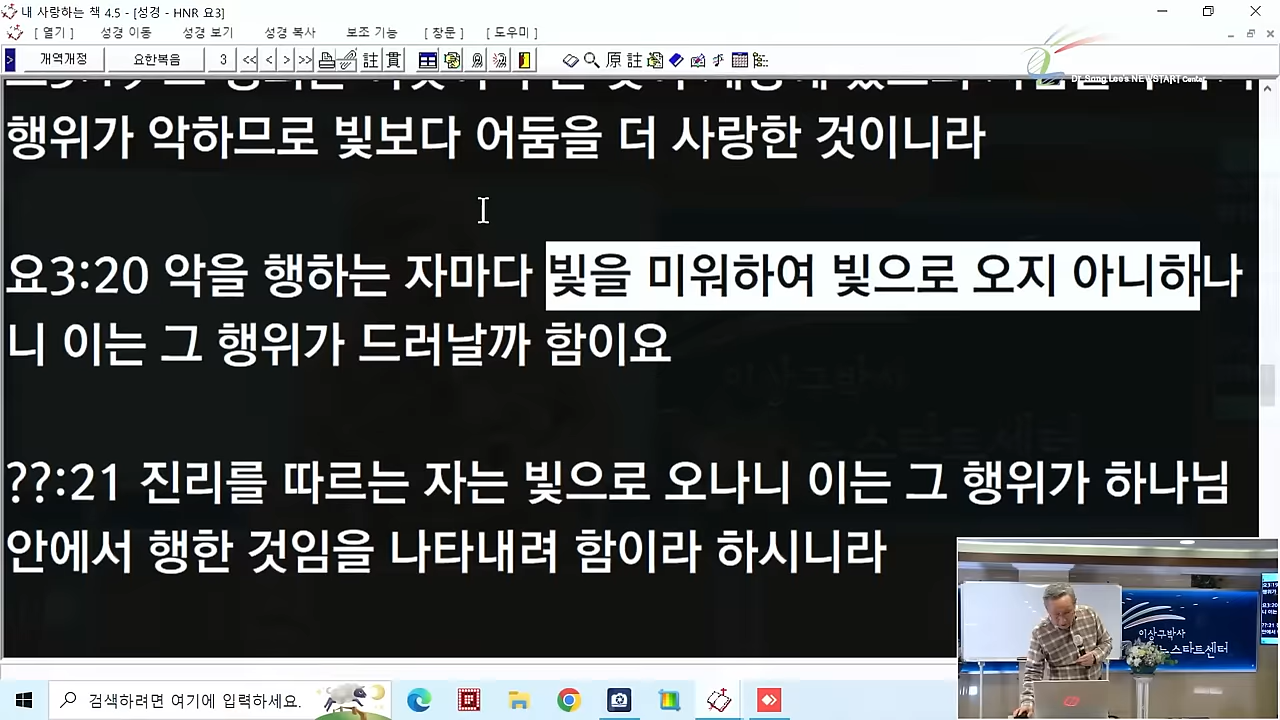 내 사랑하는 책 4.5 - [성경 - HNR 요3]
[ 열기 ] 성경 이동 성경 보기 성경 복사 보조 기능 [ 장문 ] [ 도우미 ]
개역개정 요한복음 3 << < > >> 註 貫 原 註
Dr. Sang Lee's NEWSTART Center
행위가 악하므로 빛보다 어둠을 더 사랑한 것이니라
요3:20 악을 행하는 자마다 빛을 미워하여 빛으로 오지 아니하나
니 이는 그 행위가 드러날까 함이요
??:21 진리를 따르는 자는 빛으로 오나니 이는 그 행위가 하나님
안에서 행한 것임을 나타내려 함이라 하시니라
이상구박사
뉴스타트센터
검색하려면 여기에 입력하세요.